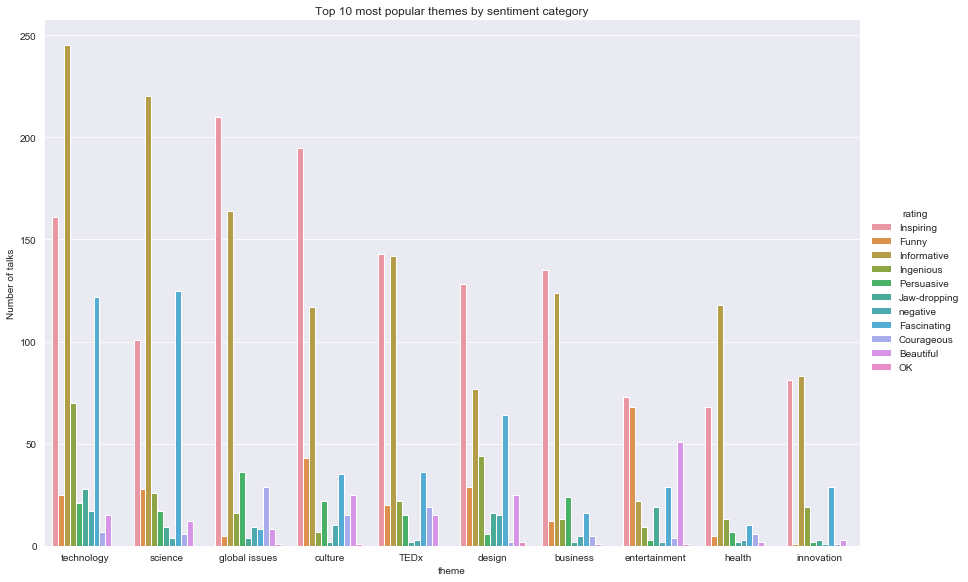 Top 10 most popular themes by sentiment category
250
200
150
100
50
0
Number of talks
technology science global issues culture TEDx design business entertainment health innovation
theme
rating
Inspiring
Funny
Informative
Ingenious
Persuasive
Jaw-dropping
negative
Fascinating
Courageous
Beautiful
OK